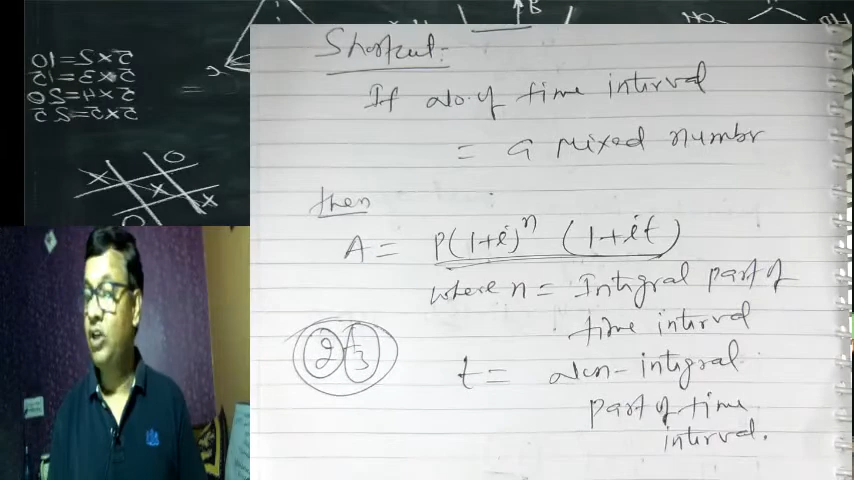 5×2=10
5×3=15
5×4=20
5×5=25
=
B
HO
Shortcut:-
If No. of time interval
= a mixed numbr
then
A = P(1+i)^n (1+it)
where n = Integral part of
time interval
2 1/3
t = Non-integral
part of time
interval.